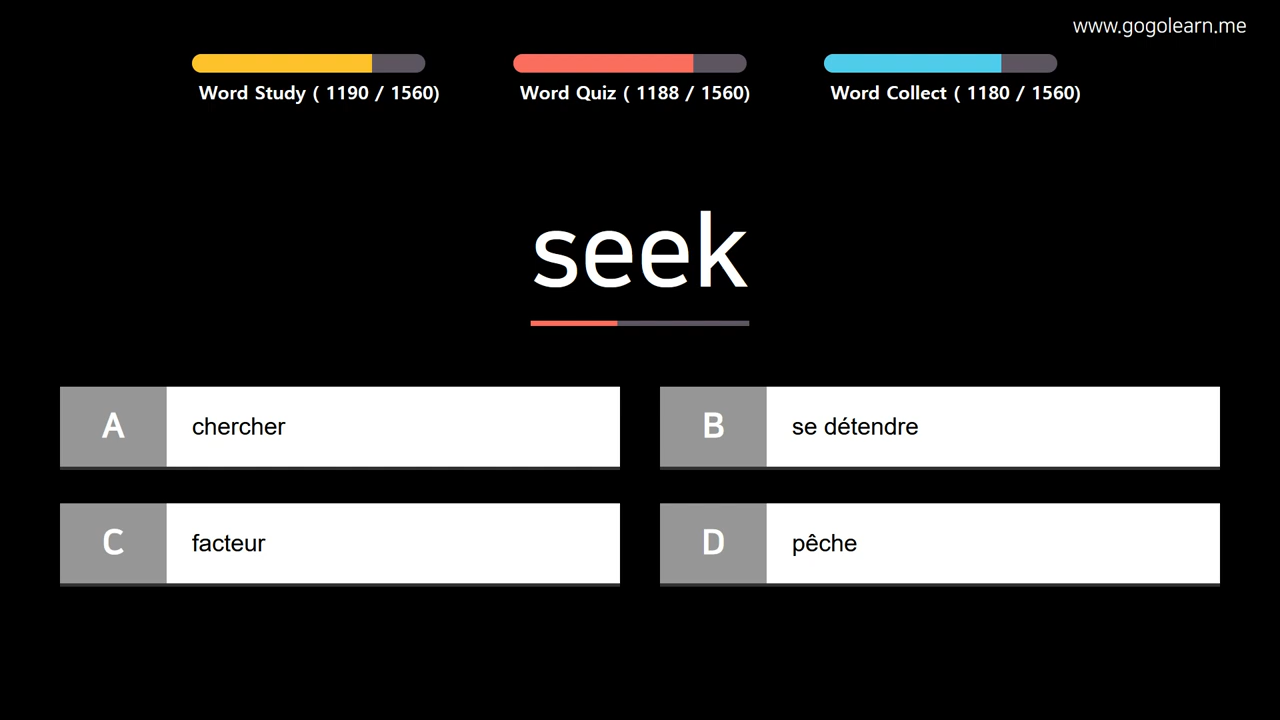 www.gogolearn.me
Word Study ( 1190 / 1560)
Word Quiz ( 1188 / 1560)
Word Collect ( 1180 / 1560)
seek
A chercher
B se détendre
C facteur
D pêche